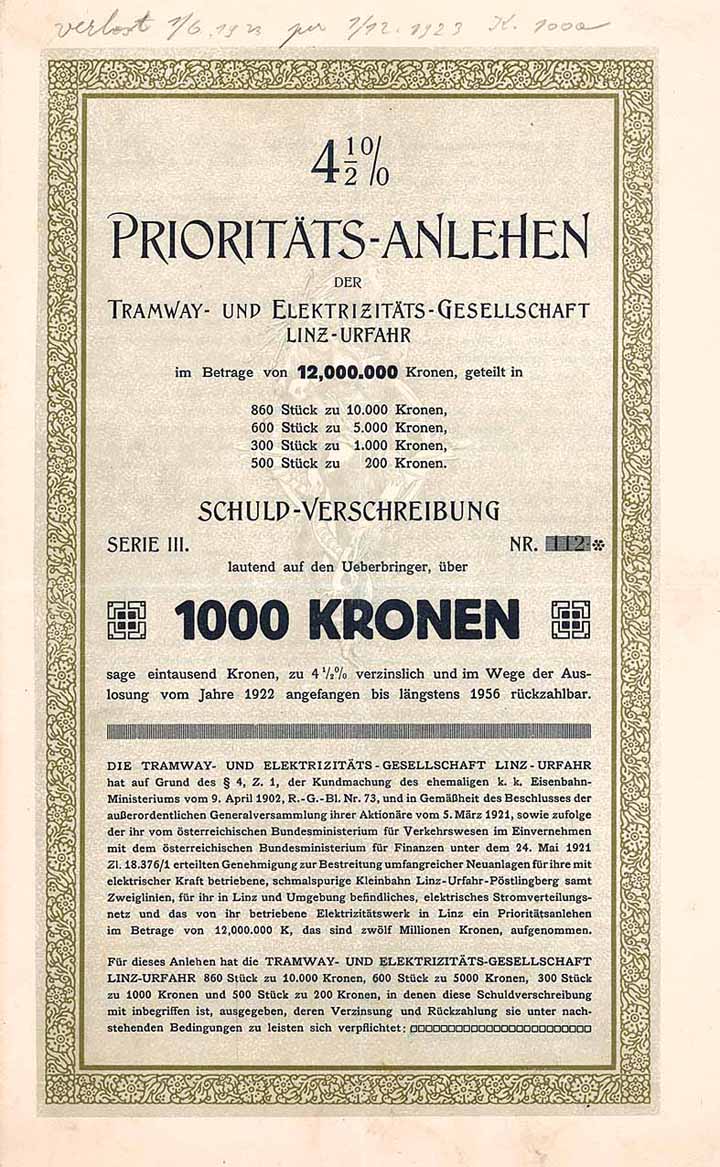 verlost 1/6.1923 per 1/12.1923 K. 1000
4½%
PRIORITÄTS-ANLEHEN
DER
TRAMWAY- UND ELEKTRIZITÄTS-GESELLSCHAFT
LINZ-URFAHR
im Betrage von 12,000.000 Kronen, geteilt in
860 Stück zu 10.000 Kronen,
600 Stück zu 5.000 Kronen,
300 Stück zu 1.000 Kronen,
500 Stück zu 200 Kronen.
SCHULD-VERSCHREIBUNG
SERIE III. NR. 112*
lautend auf den Ueberbringer, über
1000 KRONEN
sage eintausend Kronen, zu 4½% verzinslich und im Wege der Aus-
losung vom Jahre 1922 angefangen bis längstens 1956 rückzahlbar.
DIE TRAMWAY- UND ELEKTRIZITÄTS-GESELLSCHAFT LINZ-URFAHR
hat auf Grund des § 4, Z. 1, der Kundmachung des ehemaligen k. k. Eisenbahn-
Ministeriums vom 9. April 1902, R.-G.-Bl. Nr. 73, und in Gemäßheit des Beschlusses der
außerordentlichen Generalversammlung ihrer Aktionäre vom 5. März 1921, sowie zufolge
der ihr vom österreichischen Bundesministerium für Verkehrswesen im Einvernehmen
mit dem österreichischen Bundesministerium für Finanzen unter dem 24. Mai 1921
Zl. 18.376/1 erteilten Genehmigung zur Bestreitung umfangreicher Neuanlagen für ihre mit
elektrischer Kraft betriebene, schmalspurige Kleinbahn Linz-Urfahr-Pöstlingberg samt
Zweiglinien, für ihr in Linz und Umgebung befindliches, elektrisches Stromverteilungs-
netz und das von ihr betriebene Elektrizitätswerk in Linz ein Prioritätsanlehen
im Betrage von 12,000.000 K, das sind zwölf Millionen Kronen, aufgenommen.
Für dieses Anlehen hat die TRAMWAY- UND ELEKTRIZITÄTS-GESELLSCHAFT
LINZ-URFAHR 860 Stück zu 10.000 Kronen, 600 Stück zu 5000 Kronen, 300 Stück
zu 1000 Kronen und 500 Stück zu 200 Kronen, in denen diese Schuldverschreibung
mit inbegriffen ist, ausgegeben, deren Verzinsung und Rückzahlung sie unter nach-
stehenden Bedingungen zu leisten sich verpflichtet: